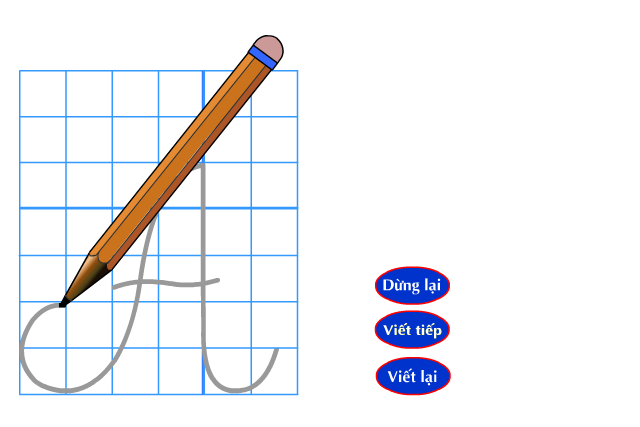 A
Dừng lại
Viết tiếp
Viết lại